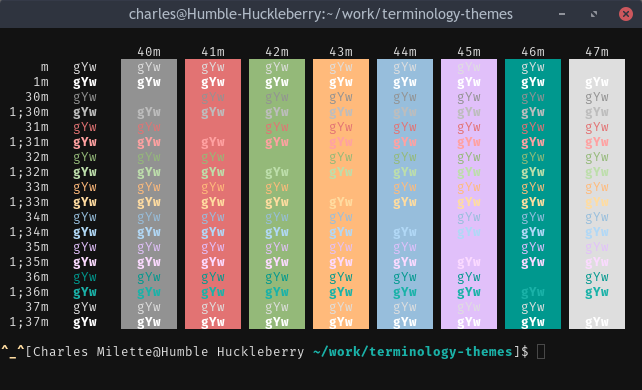 charles@Humble-Huckleberry:~/work/terminology-themes
40m 41m 42m 43m 44m 45m 46m 47m
m gYw gYw gYw gYw gYw gYw gYw gYw
1m gYw gYw gYw gYw gYw gYw gYw gYw gYw
30m gYw gYw gYw gYw gYw gYw gYw gYw
1;30m gYw gYw gYw gYw gYw gYw gYw gYw gYw
31m gYw gYw gYw gYw gYw gYw gYw gYw
1;31m gYw gYw gYw gYw gYw gYw gYw gYw gYw
32m gYw gYw gYw gYw gYw gYw gYw gYw
1;32m gYw gYw gYw gYw gYw gYw gYw gYw gYw
33m gYw gYw gYw gYw gYw gYw gYw gYw
1;33m gYw gYw gYw gYw gYw gYw gYw gYw gYw
34m gYw gYw gYw gYw gYw gYw gYw gYw
1;34m gYw gYw gYw gYw gYw gYw gYw gYw gYw
35m gYw gYw gYw gYw gYw gYw gYw gYw
1;35m gYw gYw gYw gYw gYw gYw gYw gYw gYw
36m gYw gYw gYw gYw gYw gYw gYw gYw
1;36m gYw gYw gYw gYw gYw gYw gYw gYw gYw
37m gYw gYw gYw gYw gYw gYw gYw gYw
1;37m gYw gYw gYw gYw gYw gYw gYw gYw gYw
^_^[Charles Milette@Humble Huckleberry ~/work/terminology-themes]$